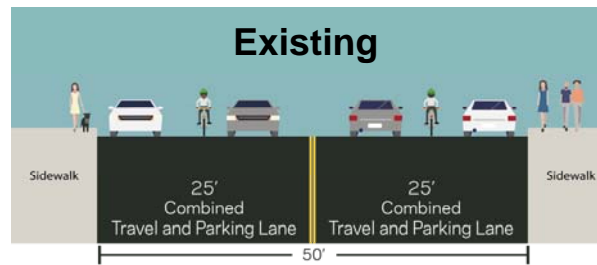 Existing
Sidewalk
25'
Combined
Travel and Parking Lane
25'
Combined
Travel and Parking Lane
Sidewalk
50'